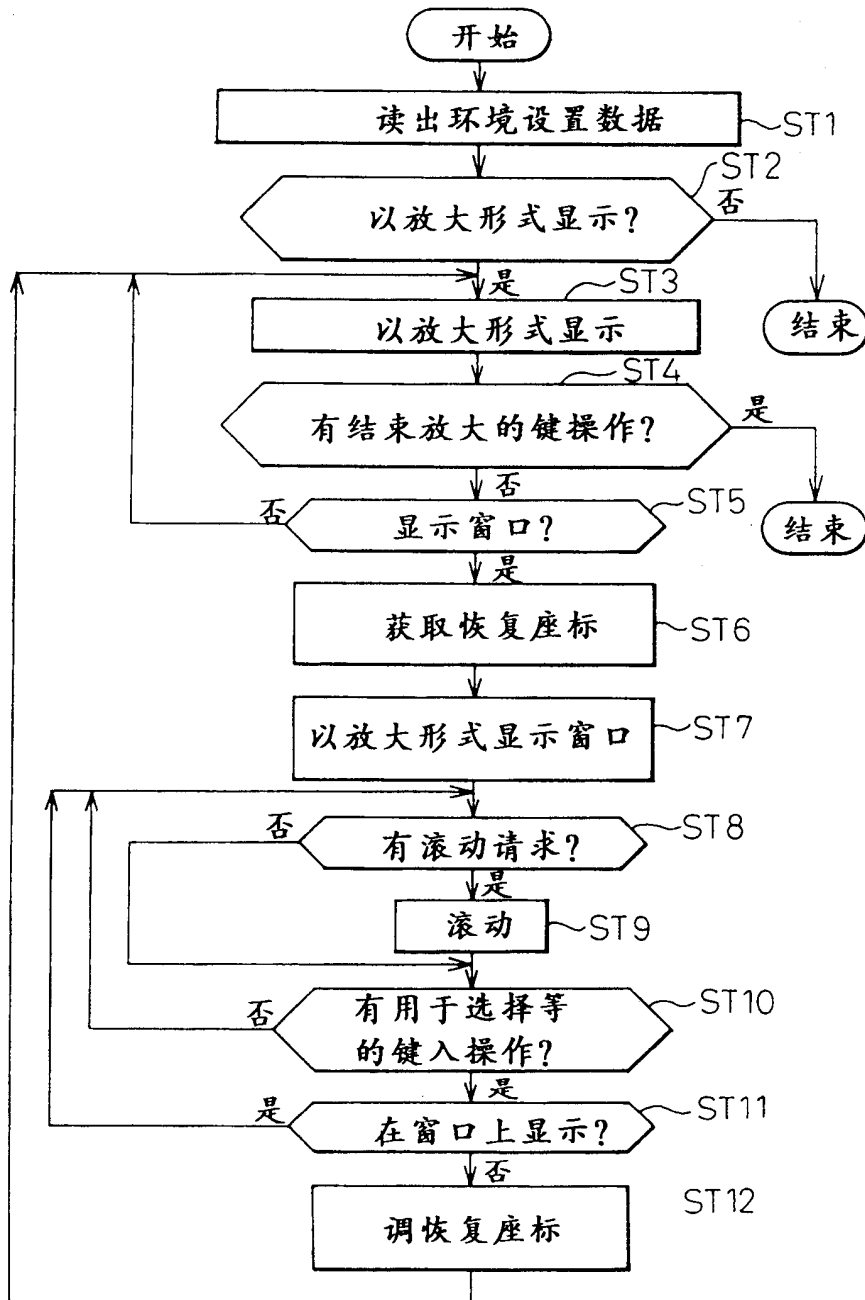 开始
读出环境设置数据
ST1
ST2
以放大形式显示?
否
是
ST3
以放大形式显示
结束
ST4
有结束放大的键操作?
是
否
ST5
显示窗口?
否
结束
是
获取恢复座标
ST6
以放大形式显示窗口
ST7
否
有滚动请求?
ST8
是
滚动
ST9
有用于选择等
的键入操作?
ST10
否
是
是
在窗口上显示?
ST11
否
ST12
调恢复座标